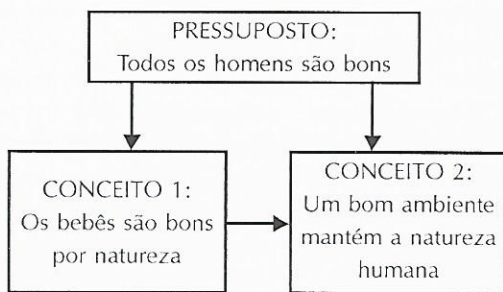 PRESSUPOSTO:
Todos os homens são bons
CONCEITO 1:
Os bebês são bons
por natureza
CONCEITO 2:
Um bom ambiente
mantém a natureza
humana